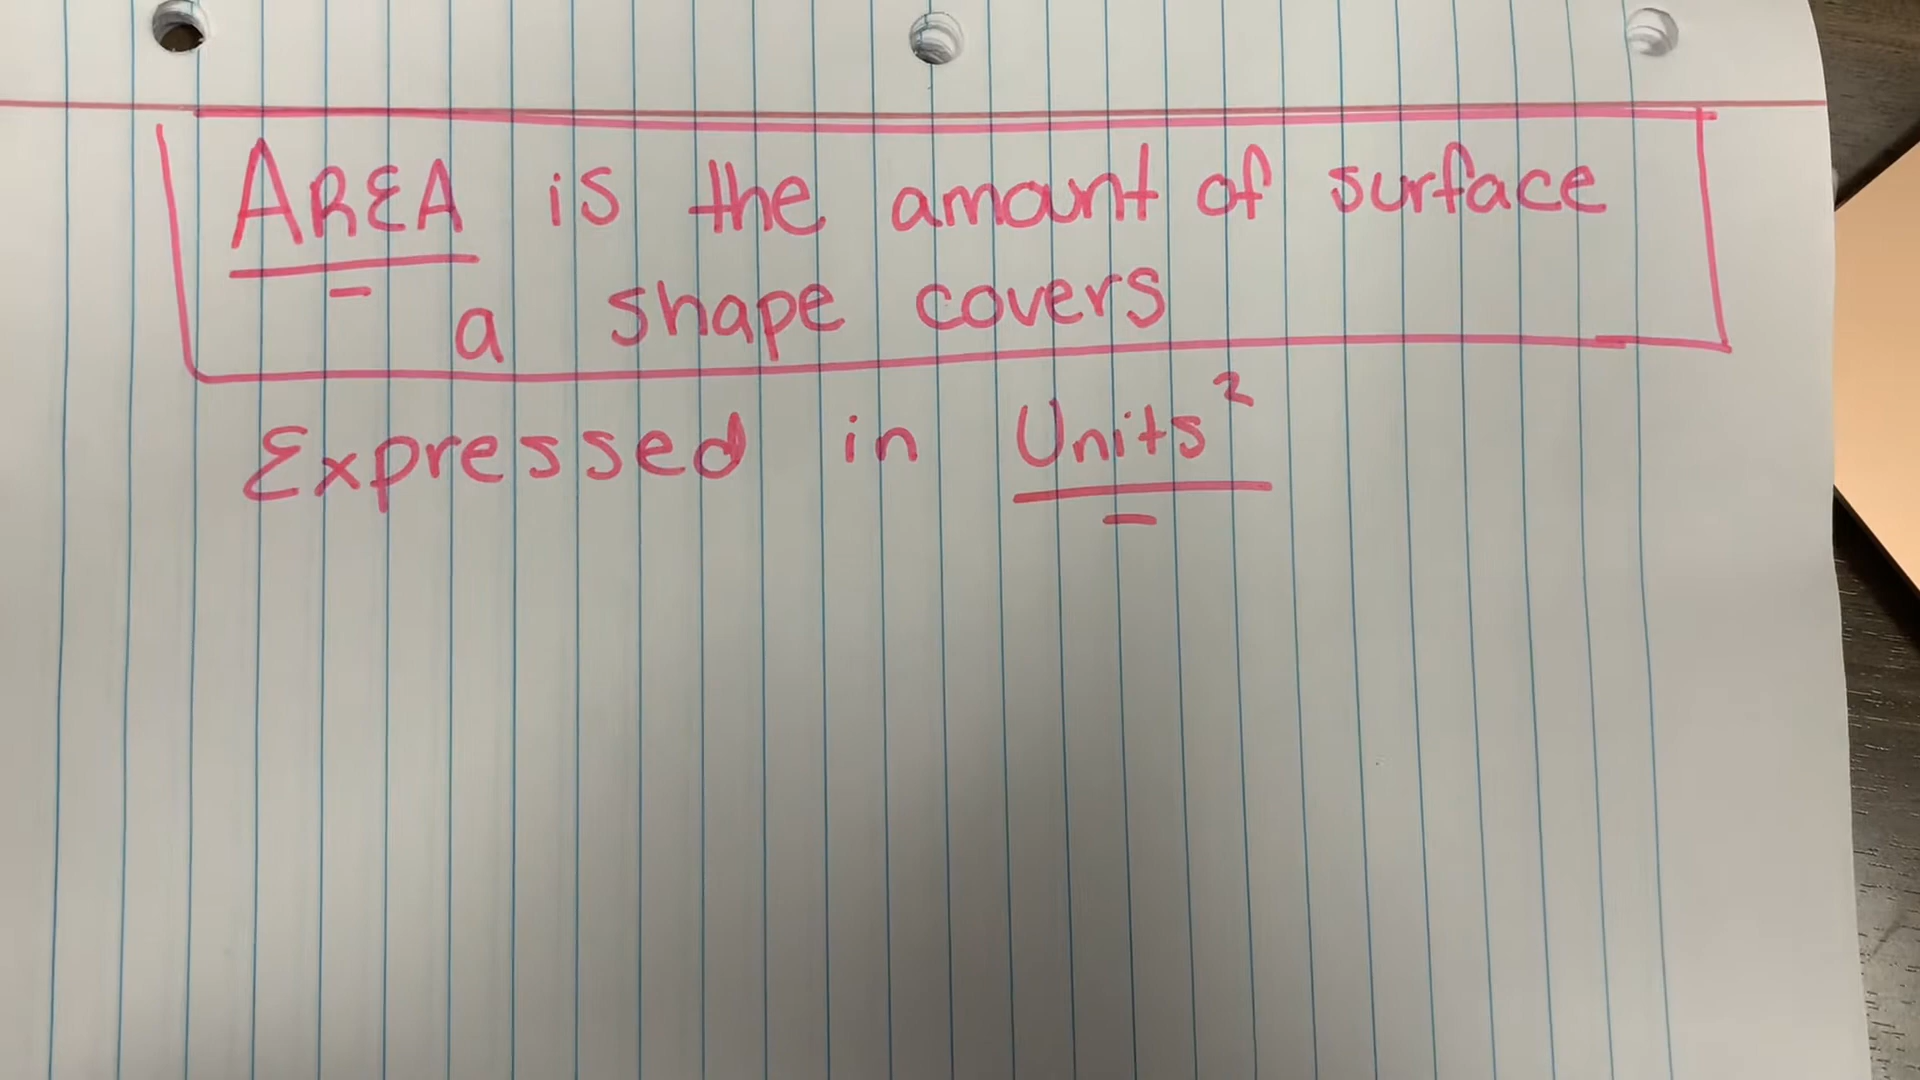 AREA is the amount of surface
a shape covers
Expressed in Units²